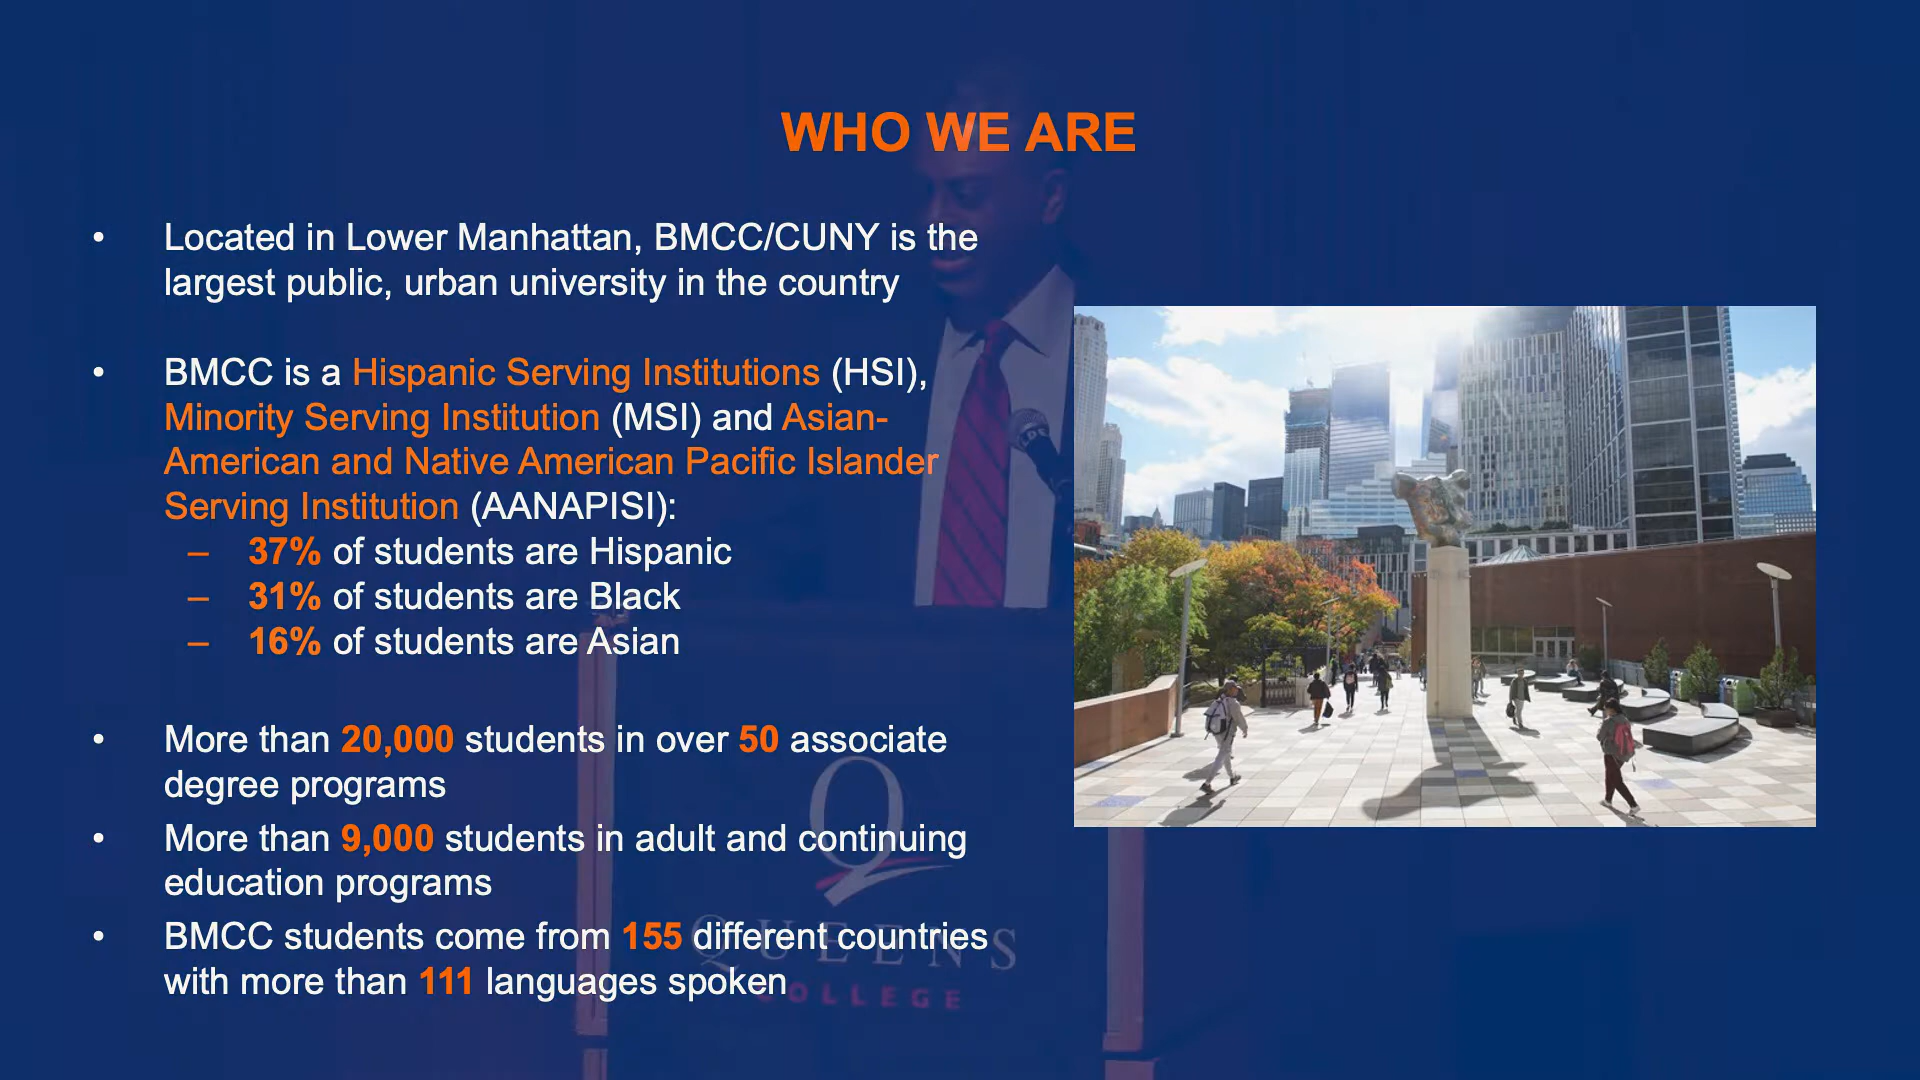 WHO WE ARE
• Located in Lower Manhattan, BMCC/CUNY is the
largest public, urban university in the country
• BMCC is a Hispanic Serving Institutions (HSI),
Minority Serving Institution (MSI) and Asian-
American and Native American Pacific Islander
Serving Institution (AANAPISI):
– 37% of students are Hispanic
– 31% of students are Black
– 16% of students are Asian
• More than 20,000 students in over 50 associate
degree programs
• More than 9,000 students in adult and continuing
education programs
• BMCC students come from 155 different countries
with more than 111 languages spoken
Q
QUEENS
COLLEGE